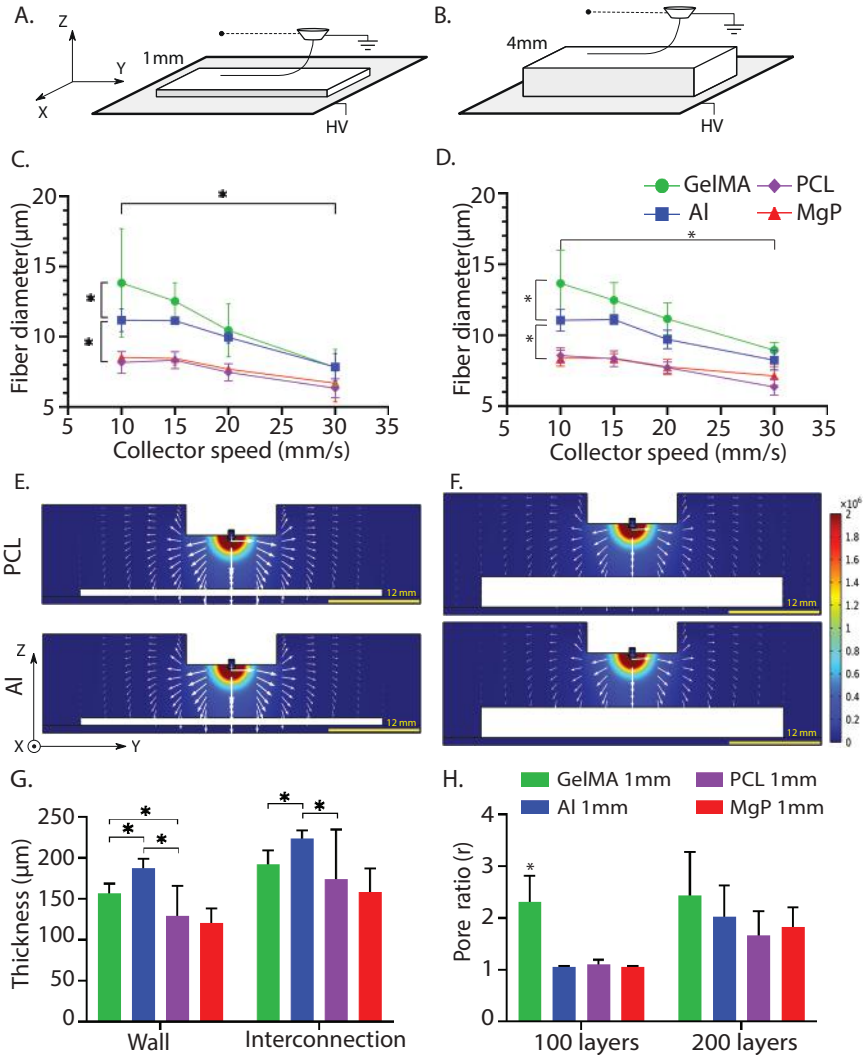 A.
Z
Y
X
1mm
HV
B.
4mm
HV
C.
Fiber diameter(µm)
20
15
10
5
*
*
*
5 10 15 20 25 30 35
Collector speed (mm/s)
D.
GelMA
PCL
Al
MgP
Fiber diameter(µm)
20
15
10
5
*
*
*
5 10 15 20 25 30 35
Collector speed (mm/s)
E.
PCL
12 mm
Al
Z
X
Y
12 mm
F.
12 mm
12 mm
×10⁶
2
1.8
1.6
1.4
1.2
1
0.8
0.6
0.4
0.2
0
G.
Thickness (µm)
250
200
150
100
50
0
*
*
*
*
*
Wall
Interconnection
H.
GelMA 1mm
PCL 1mm
Al 1mm
MgP 1mm
Pore ratio (r)
4
3
2
1
0
*
100 layers
200 layers